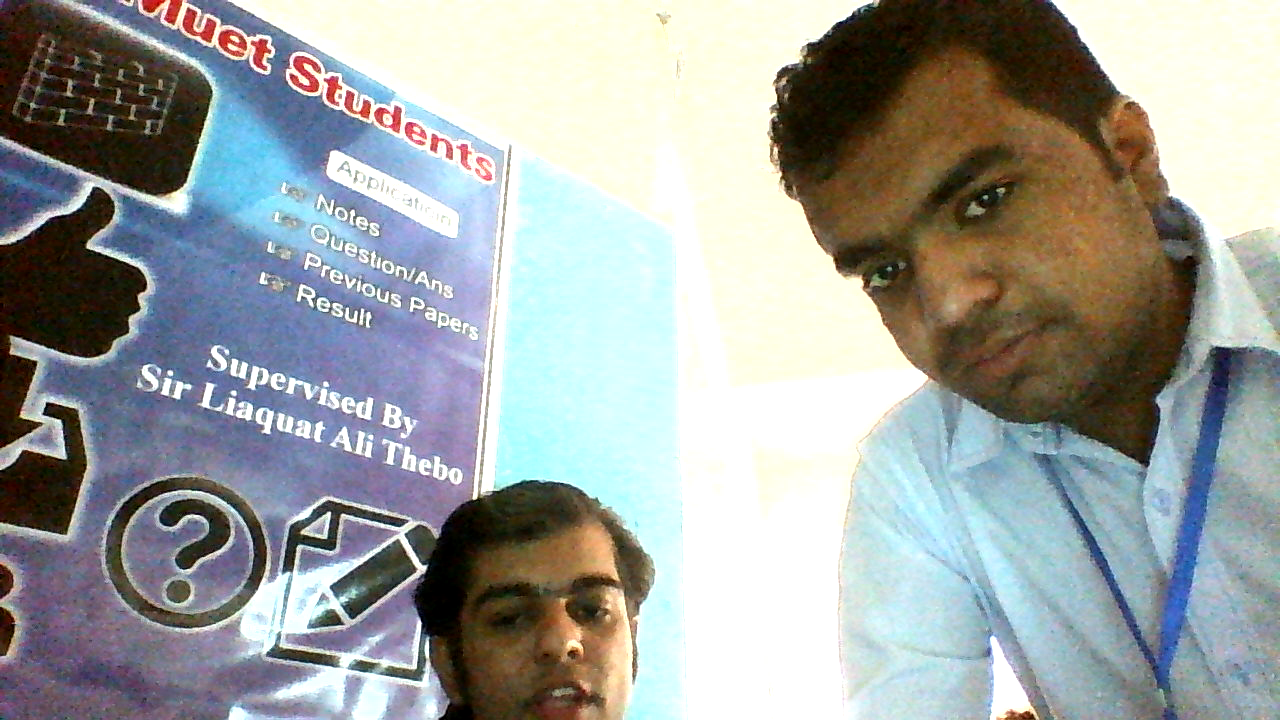 Muet Students
Application
Notes
Question/Ans
Previous Papers
Result
Supervised By
Sir Liaquat Ali Thebo
?